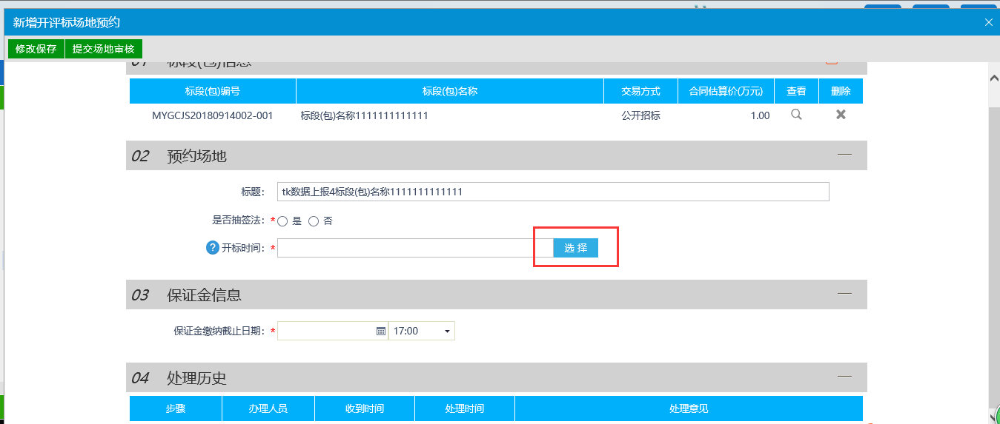 新增开评标场地预约
修改保存 提交场地审核
01 标段(包)信息
标段(包)编号 标段(包)名称 交易方式 合同估算价(万元) 查看 删除
MYGCJS20180914002-001 标段(包)名称1111111111111 公开招标 1.00
02 预约场地
标题: tk数据上报4标段(包)名称1111111111111
是否抽签法: * 是 否
? 开标时间: * 选 择
03 保证金信息
保证金缴纳截止日期: * 17:00
04 处理历史
步骤 办理人员 收到时间 处理时间 处理意见